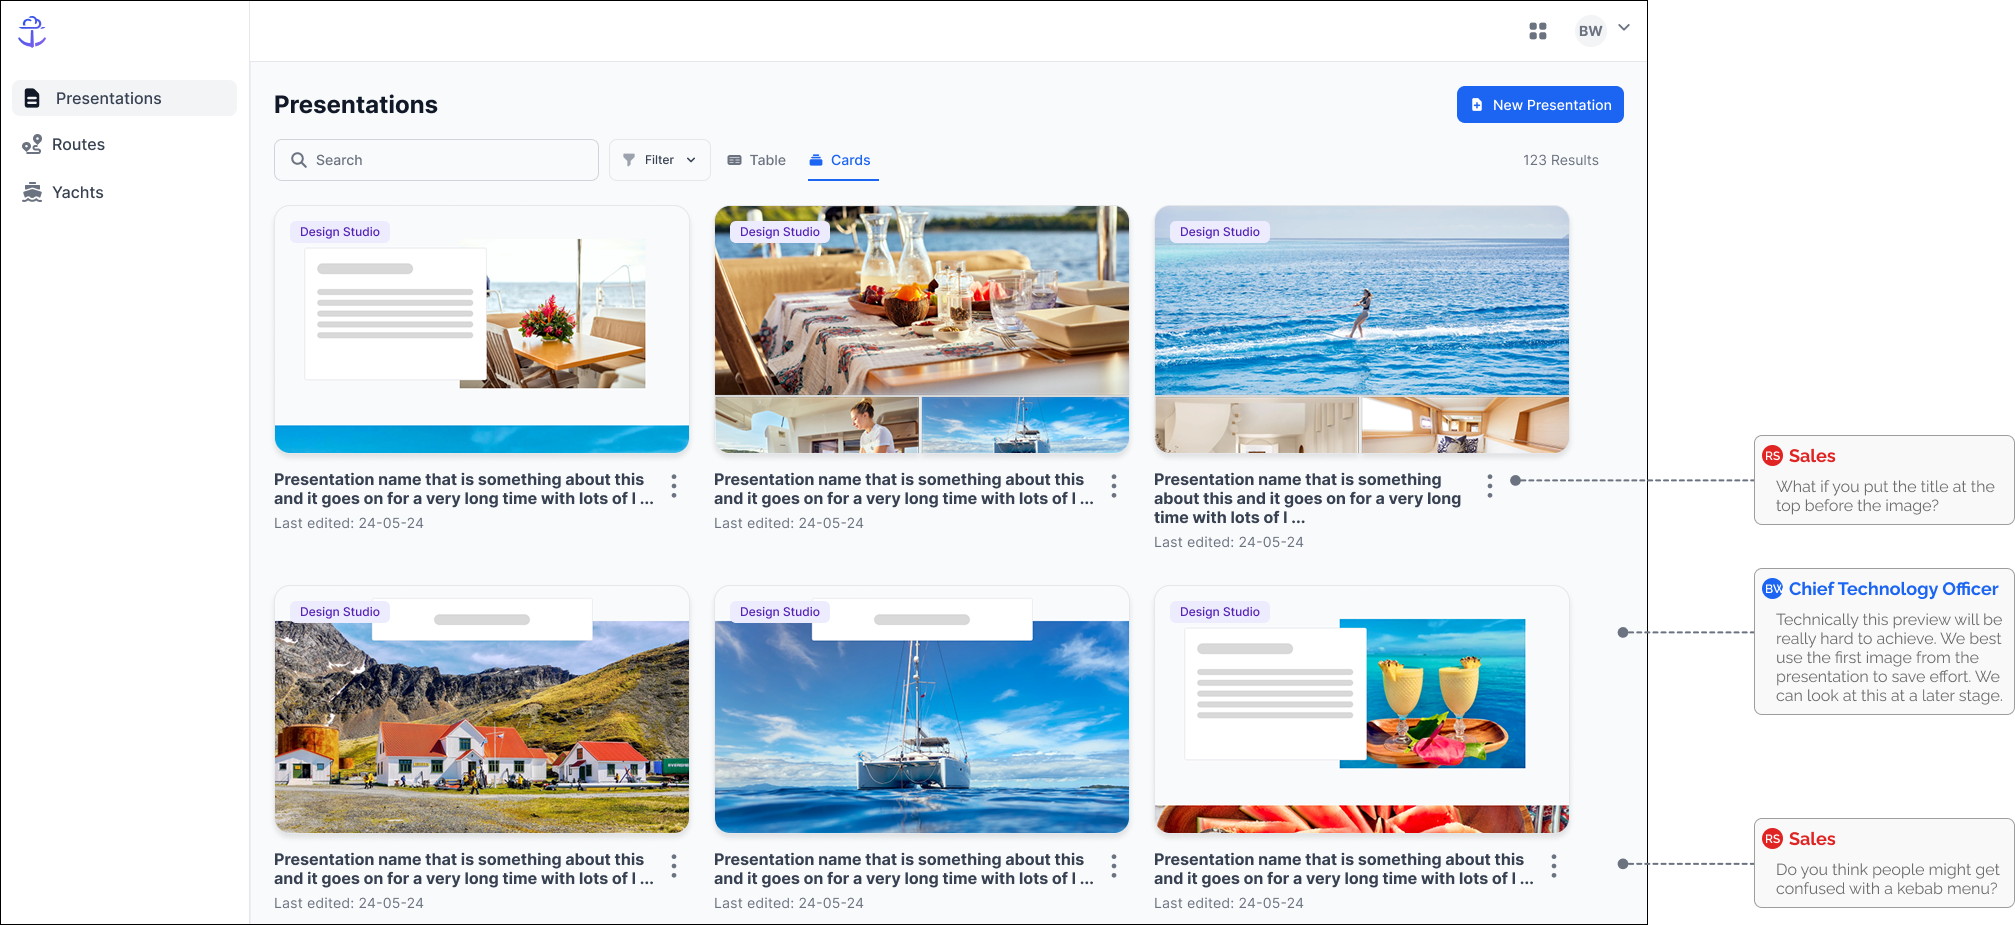 BW
Presentations
Routes
Yachts
Presentations
New Presentation
Search
Filter
Table
Cards
123 Results
Design Studio
Design Studio
Design Studio
Presentation name that is something about this
and it goes on for a very long time with lots of l ...
Last edited: 24-05-24
Presentation name that is something about this
and it goes on for a very long time with lots of l ...
Last edited: 24-05-24
Presentation name that is something
about this and it goes on for a very long
time with lots of l ...
Last edited: 24-05-24
Design Studio
Design Studio
Design Studio
Presentation name that is something about this
and it goes on for a very long time with lots of l ...
Last edited: 24-05-24
Presentation name that is something about this
and it goes on for a very long time with lots of l ...
Last edited: 24-05-24
Presentation name that is something about this
and it goes on for a very long time with lots of l ...
Last edited: 24-05-24
RS Sales
What if you put the title at the
top before the image?
BW Chief Technology Officer
Technically this preview will be
really hard to achieve. We best
use the first image from the
presentation to save effort. We
can look at this at a later stage.
RS Sales
Do you think people might get
confused with a kebab menu?